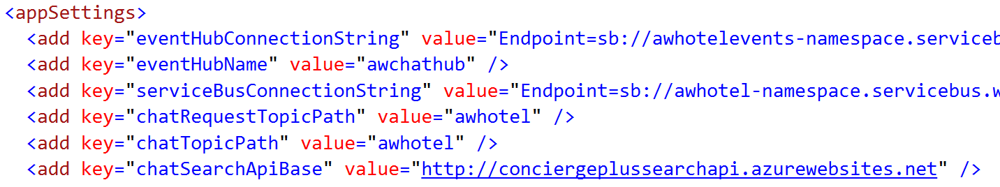 <appSettings>
<add key="eventHubConnectionString" value="Endpoint=sb://awhotelevents-namespace.serviceb
<add key="eventHubName" value="awchathub" />
<add key="serviceBusConnectionString" value="Endpoint=sb://awhotel-namespace.servicebus.w
<add key="chatRequestTopicPath" value="awhotel" />
<add key="chatTopicPath" value="awhotel" />
<add key="chatSearchApiBase" value="http://conciergeplussearchapi.azurewebsites.net" />